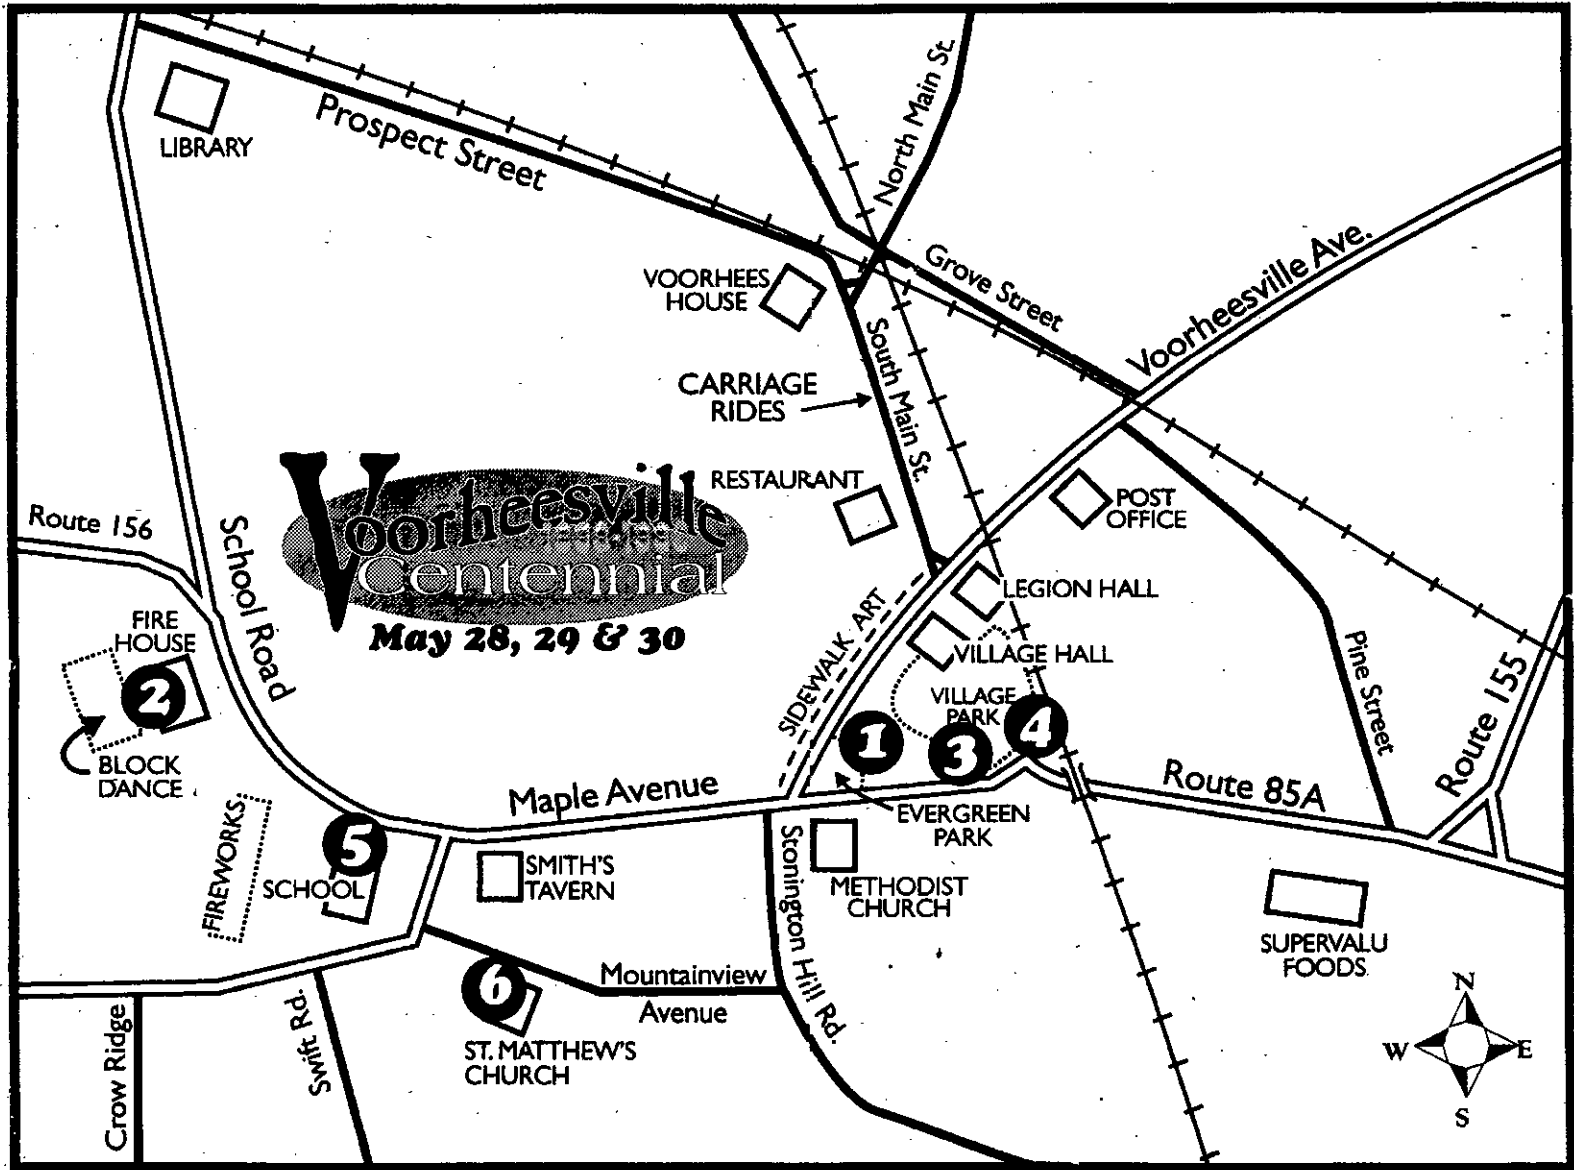 LIBRARY
Prospect Street
North Main St.
VOORHEES
HOUSE
Grove Street
Voorheesville Ave.
CARRIAGE
RIDES
South Main St.
RESTAURANT
POST
OFFICE
Route 156
School Road
Voorheesville
Centennial
May 28, 29 & 30
SIDEWALK ART
LEGION HALL
VILLAGE HALL
VILLAGE
PARK
FIRE
HOUSE
2
BLOCK
DANCE
1
3
4
Pine Street
Route 155
Maple Avenue
Route 85A
EVERGREEN
PARK
FIREWORKS
5
SCHOOL
SMITH'S
TAVERN
Stonington Hill Rd.
METHODIST
CHURCH
SUPERVALU
FOODS
6
Mountainview
Avenue
ST. MATTHEW'S
CHURCH
Crow Ridge
Swift Rd.
N
W
E
S